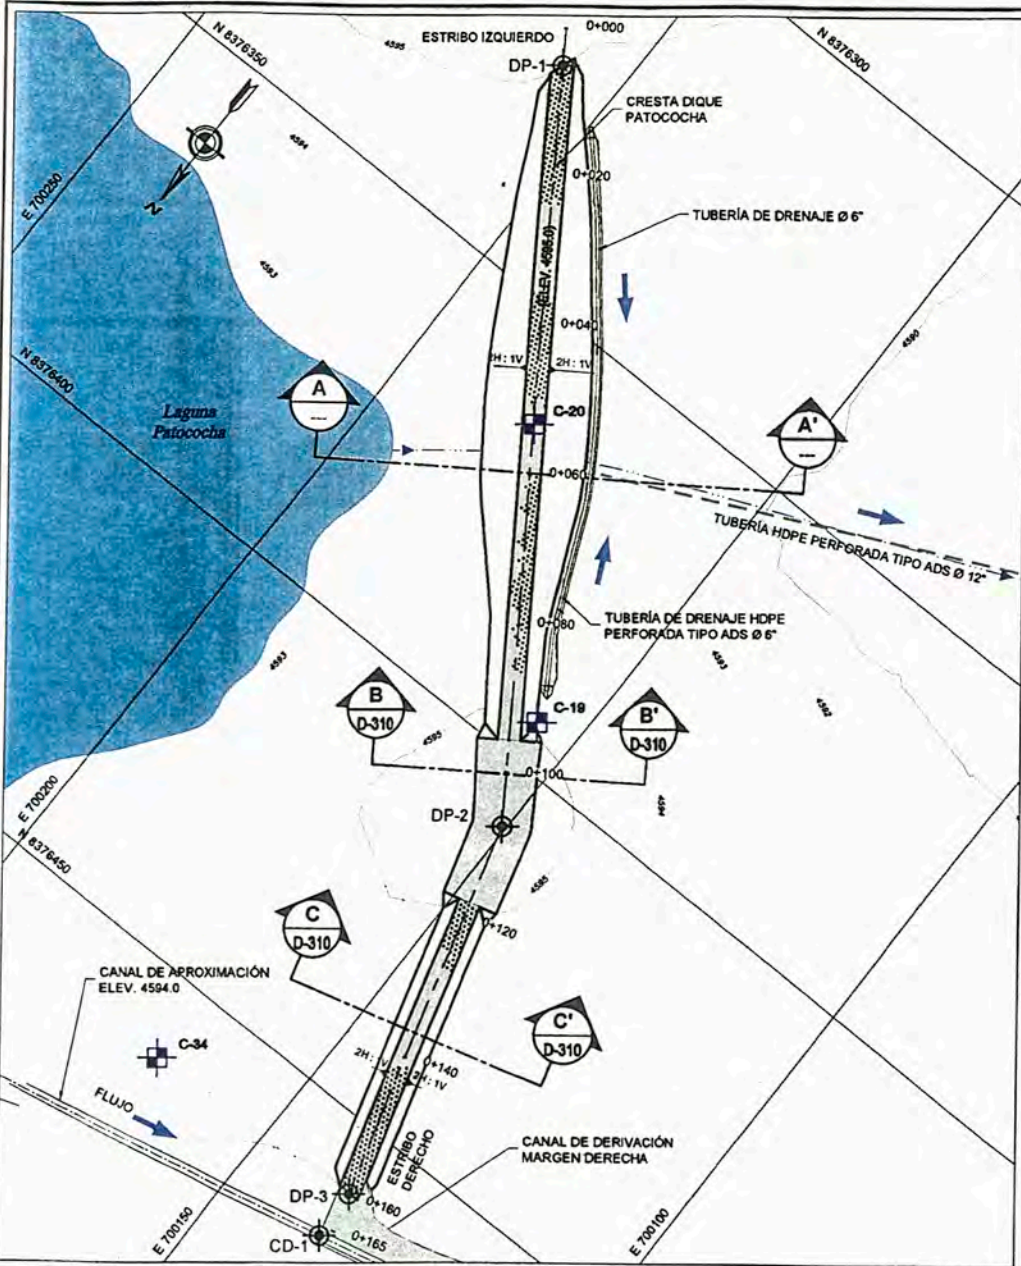 N 8376350
4595
ESTRIBO IZQUIERDO
0+000
DP-1
N 8376300
CRESTA DIQUE
PATOCOCHA
4594
0+020
E 700250
N
TUBERÍA DE DRENAJE Ø 6"
4593
(ELEV. 4595.0)
0+040
4590
N 8376400
H : 1V
2H : 1V
A
---
C-20
Laguna
Patococha
A'
---
0+060
TUBERÍA HDPE PERFORADA TIPO ADS Ø 12"
0+080
TUBERÍA DE DRENAJE HDPE
PERFORADA TIPO ADS Ø 6"
4593
4593
4592
B
D-310
C-19
B'
D-310
4595
0+100
E 700200
DP-2
4594
N 8376450
4595
C
D-310
0+120
CANAL DE APROXIMACIÓN
ELEV. 4594.0
C'
D-310
C-34
2H : 1V
0+140
2H : 1V
FLUJO
ESTRIBO
DERECHO
CANAL DE DERIVACIÓN
MARGEN DERECHA
DP-3
0+160
E 700150
E 700100
CD-1
0+165